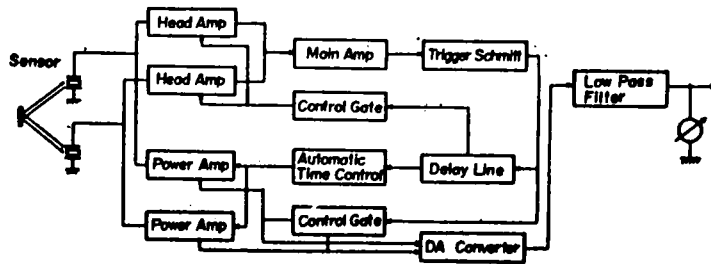 Sensor
Head Amp
Head Amp
Main Amp
Trigger Schmitt
Control Gate
Low Pass
Filter
Power Amp
Automatic
Time Control
Delay Line
Power Amp
Control Gate
DA Converter